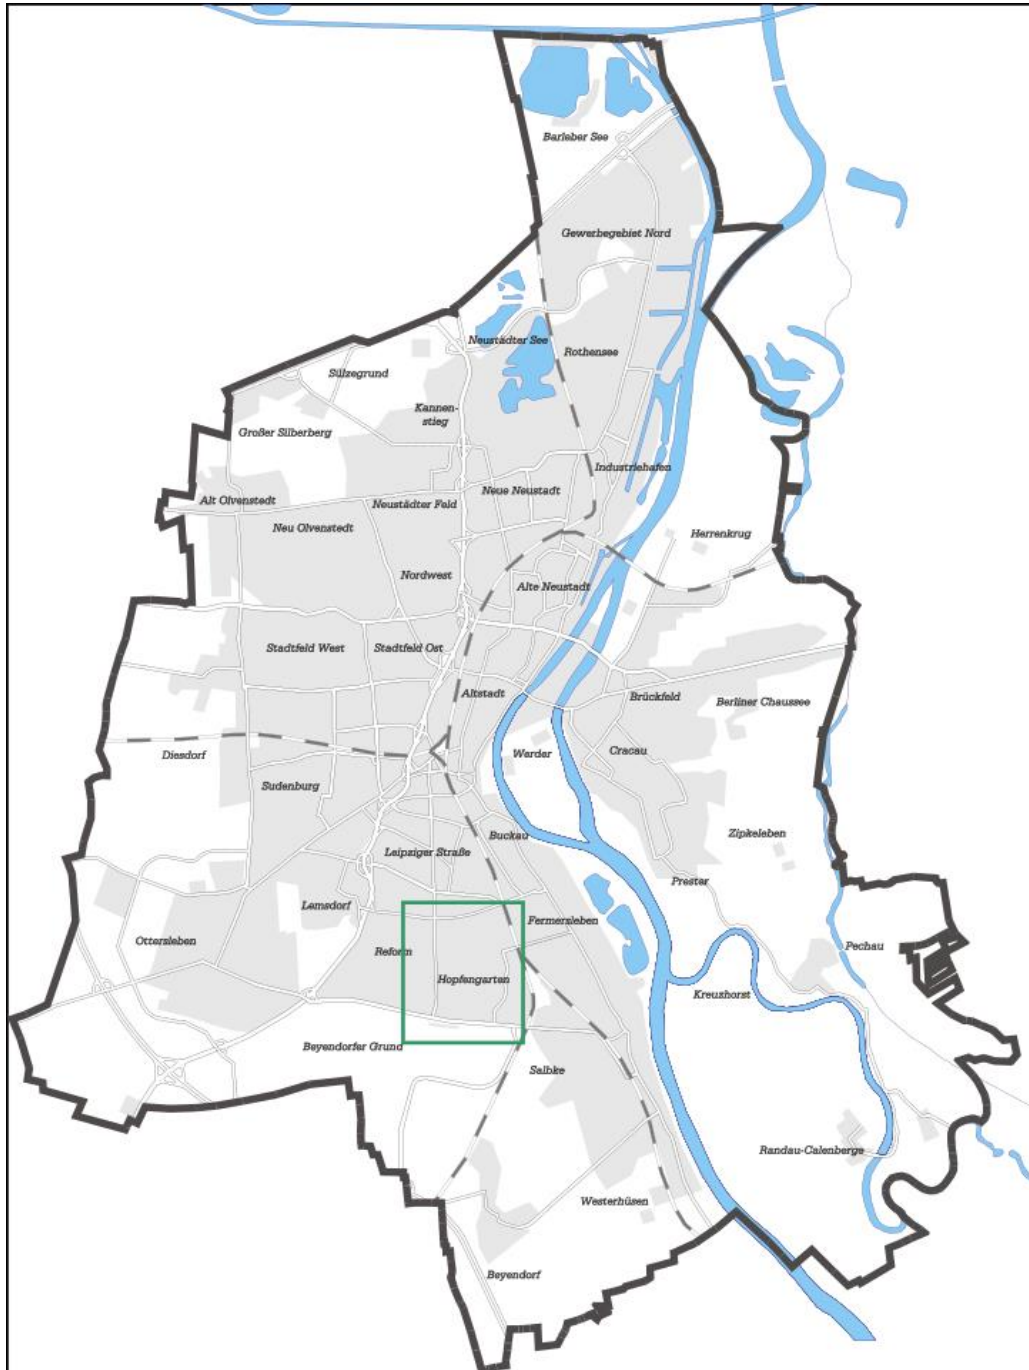 Barleber See
Gewerbegebiet Nord
Neustädter See
Rothensee
Sülzegrund
Kannen-
stieg
Großer Silberberg
Industriehafen
Alt Olvenstedt
Neustädter Feld
Neue Neustadt
Neu Olvenstedt
Herrenkrug
Nordwest
Alte Neustadt
Stadtfeld West
Stadtfeld Ost
Altstadt
Brückfeld
Berliner Chaussee
Diesdorf
Werder
Cracau
Sudenburg
Buckau
Zipkeleben
Leipziger Straße
Prester
Lemsdorf
Fermersleben
Ottersleben
Reform
Pechau
Hopfengarten
Kreuzhorst
Beyendorfer Grund
Salbke
Randau-Calenberge
Westerhüsen
Beyendorf